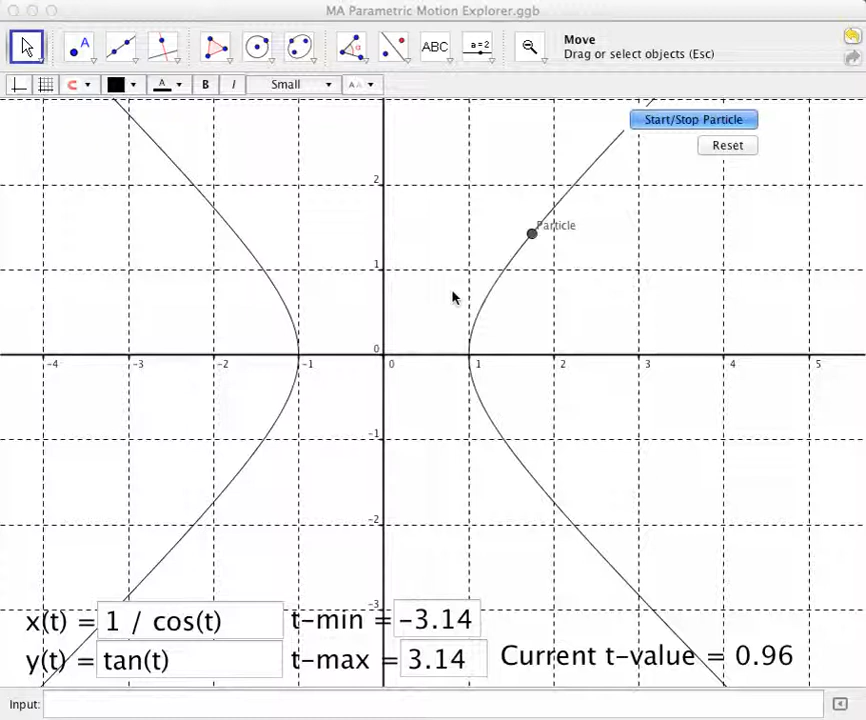 MA Parametric Motion Explorer.ggb
A
ABC
a=2
Move
Drag or select objects (Esc)
A
B
I
Small
A A
Start/Stop Particle
Reset
Particle
2
1
0
-1
-2
-3
-4
-3
-2
-1
0
1
2
3
4
5
x(t) = 1 / cos(t)
t-min = -3.14
y(t) = tan(t)
t-max = 3.14
Current t-value = 0.96
Input: